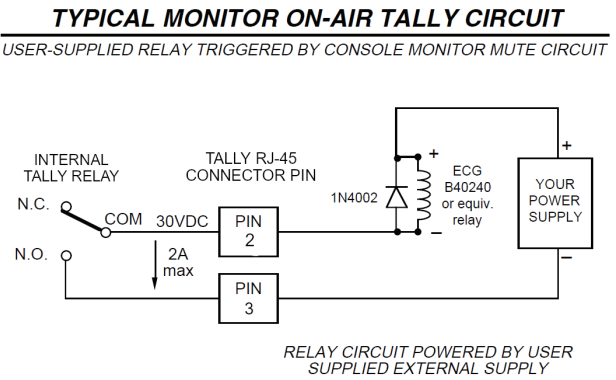 TYPICAL MONITOR ON-AIR TALLY CIRCUIT
USER-SUPPLIED RELAY TRIGGERED BY CONSOLE MONITOR MUTE CIRCUIT
INTERNAL
TALLY RELAY
N.C.
COM
N.O.
30VDC
2A
max
TALLY RJ-45
CONNECTOR PIN
PIN
2
PIN
3
1N4002
+
–
ECG
B40240
or equiv.
relay
+
YOUR
POWER
SUPPLY
–
RELAY CIRCUIT POWERED BY USER
SUPPLIED EXTERNAL SUPPLY